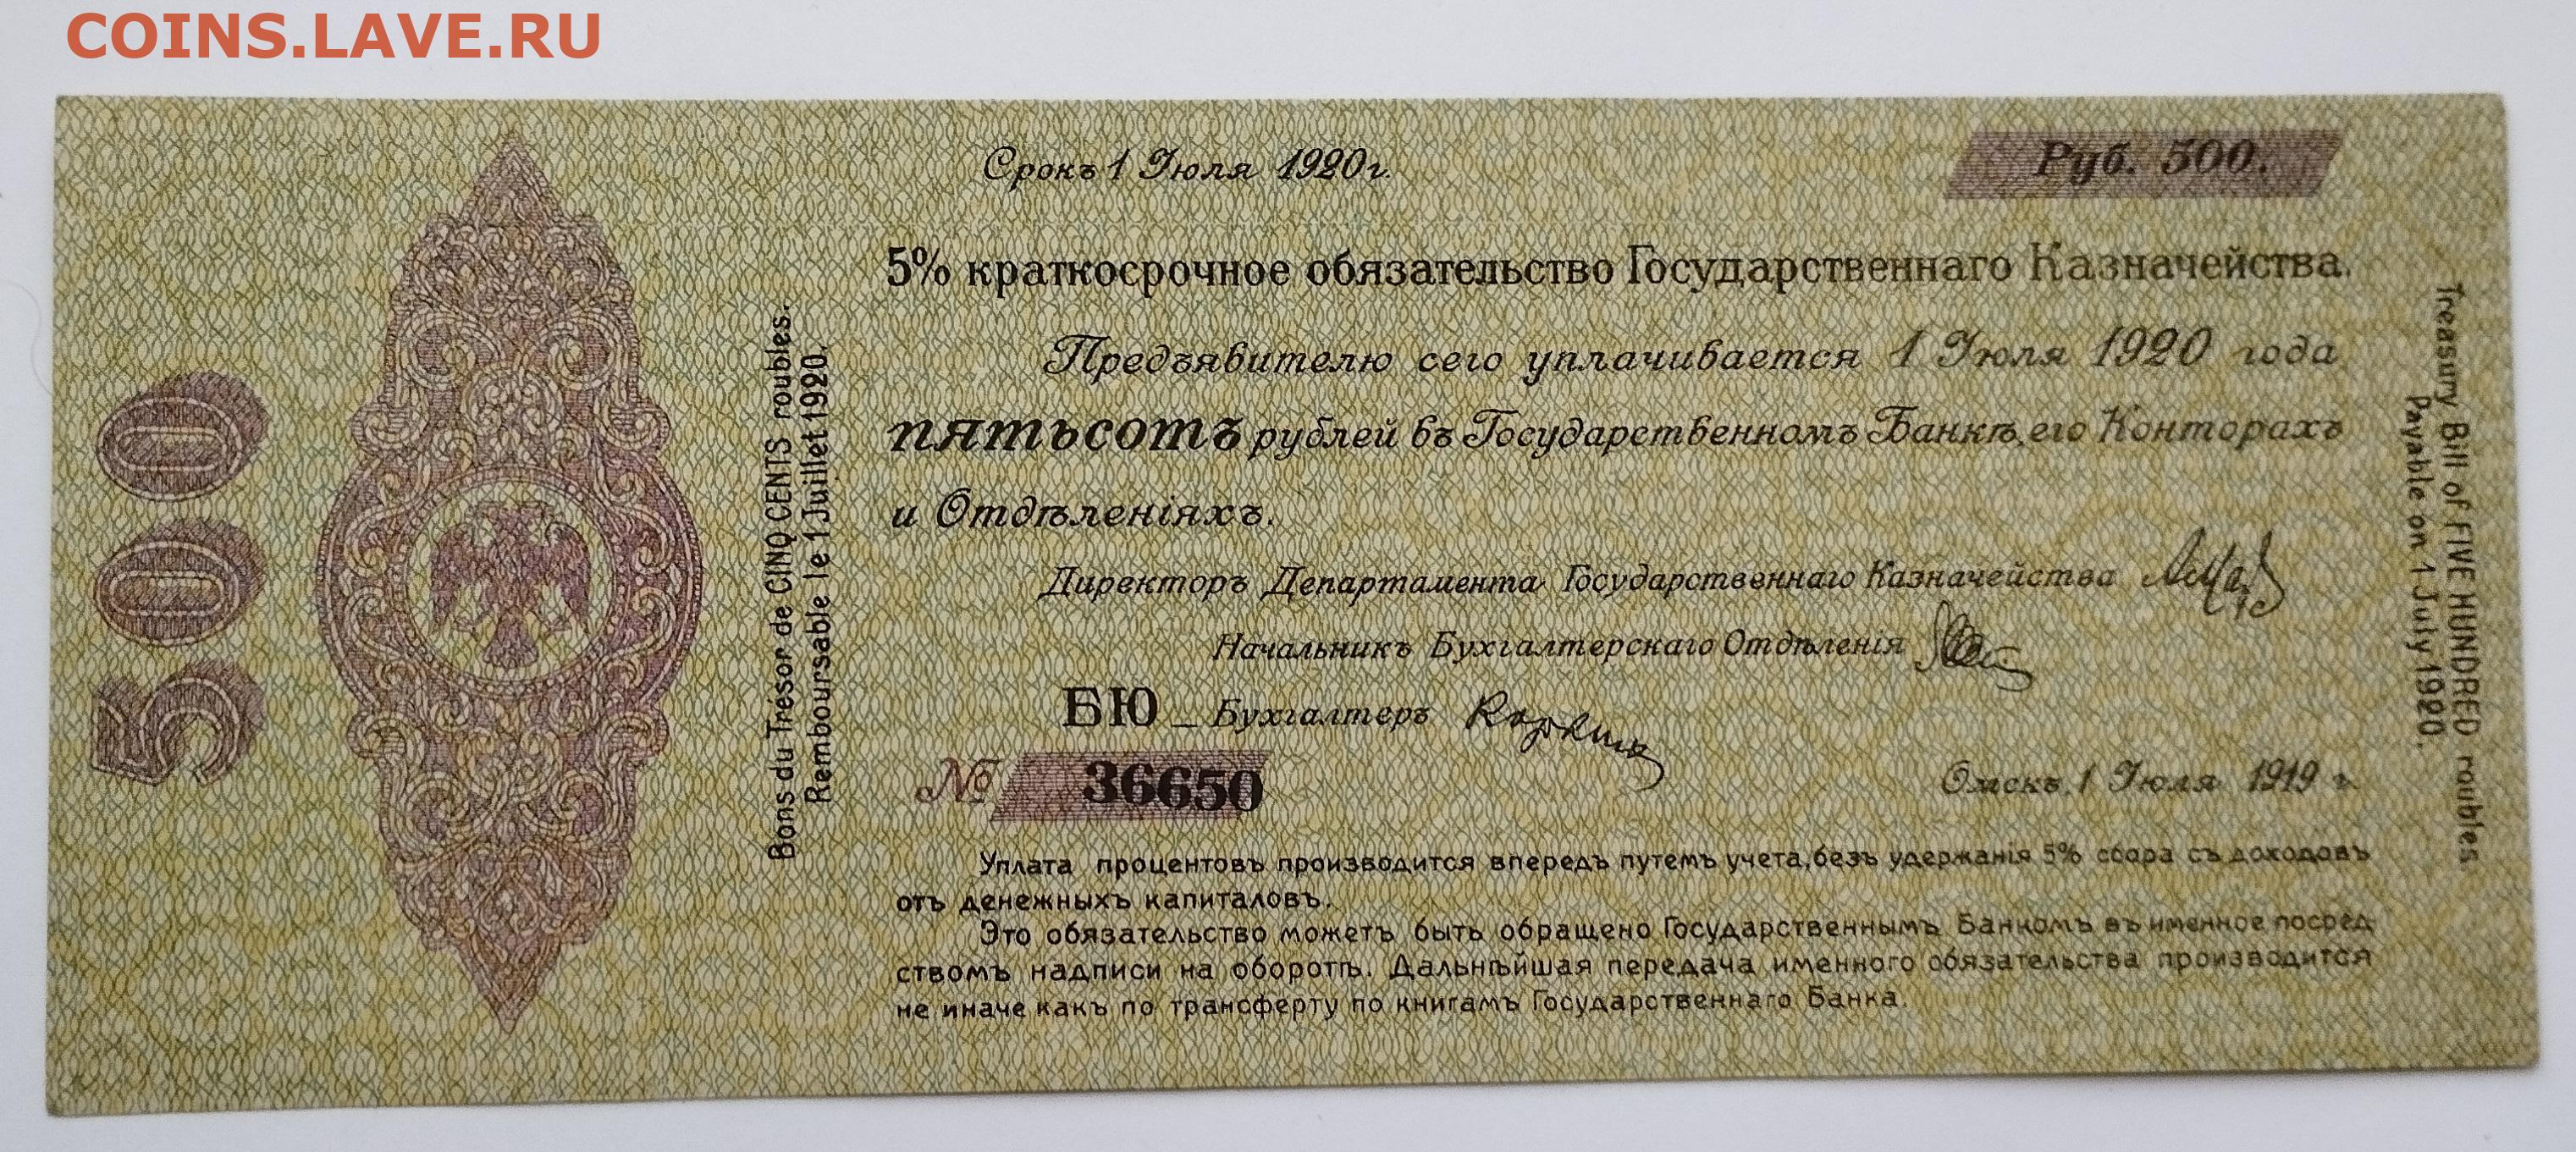 COINS.LAVE.RU
Срокъ 1 Июля 1920 г.
Руб. 500.
5% краткосрочное обязательство Государственнаго Казначейства.
Предъявителю сего уплачивается 1 Июля 1920 года
пятьсотъ рублей въ Государственномъ Банкѣ, его Конторахъ
и Отдѣленіяхъ.
Директоръ Департамента Государственнаго Казначейства
Начальникъ Бухгалтерскаго Отдѣленія
БЮ – Бухгалтеръ
№ 36650
Омскъ, 1 Июля 1919 г.
Уплата процентовъ производится впередъ путемъ учета, безъ удержанія 5% сбора съ доходовъ
отъ денежныхъ капиталовъ.
Это обязательство можетъ быть обращено Государственнымъ Банкомъ въ именное посред
ствомъ надписи на оборотѣ. Дальнѣйшая передача именного обязательства производится
не иначе какъ по трансферту по книгамъ Государственнаго Банка.
500
Bons du Trésor de CINQ CENTS roubles.
Remboursable le 1 Juillet 1920.
Treasury Bill of FIVE HUNDRED roubles.
Payable on 1 July 1920.